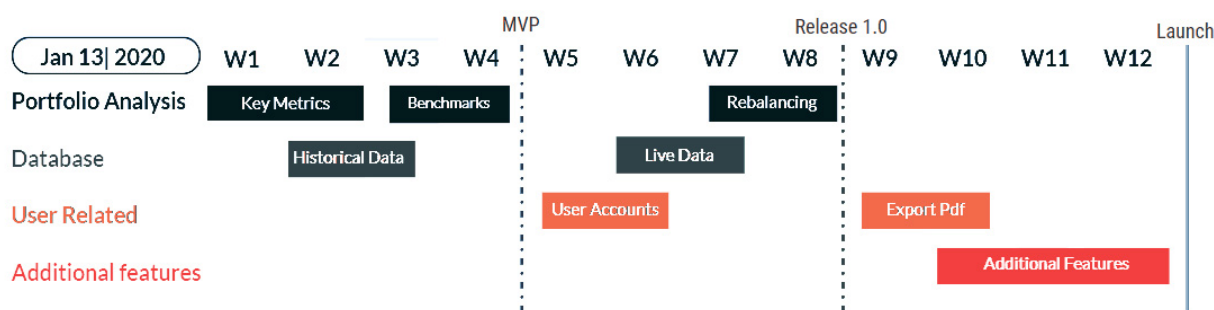 MVP Release 1.0 Launch
Jan 13| 2020 W1 W2 W3 W4 W5 W6 W7 W8 W9 W10 W11 W12
Portfolio Analysis Key Metrics Benchmarks Rebalancing
Database Historical Data Live Data
User Related User Accounts Export Pdf
Additional features Additional Features